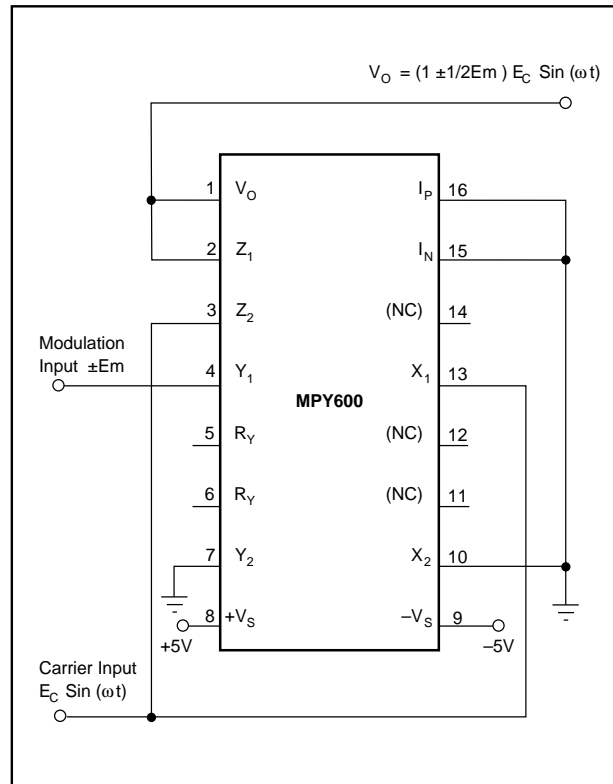 V_O = (1 ±1/2Em ) E_C Sin (ωt)
1 V_O I_P 16
2 Z_1 I_N 15
3 Z_2 (NC) 14
Modulation
Input ±Em
4 Y_1 X_1 13
MPY600
5 R_Y (NC) 12
6 R_Y (NC) 11
7 Y_2 X_2 10
8 +V_S –V_S 9
+5V –5V
Carrier Input
E_C Sin (ωt)